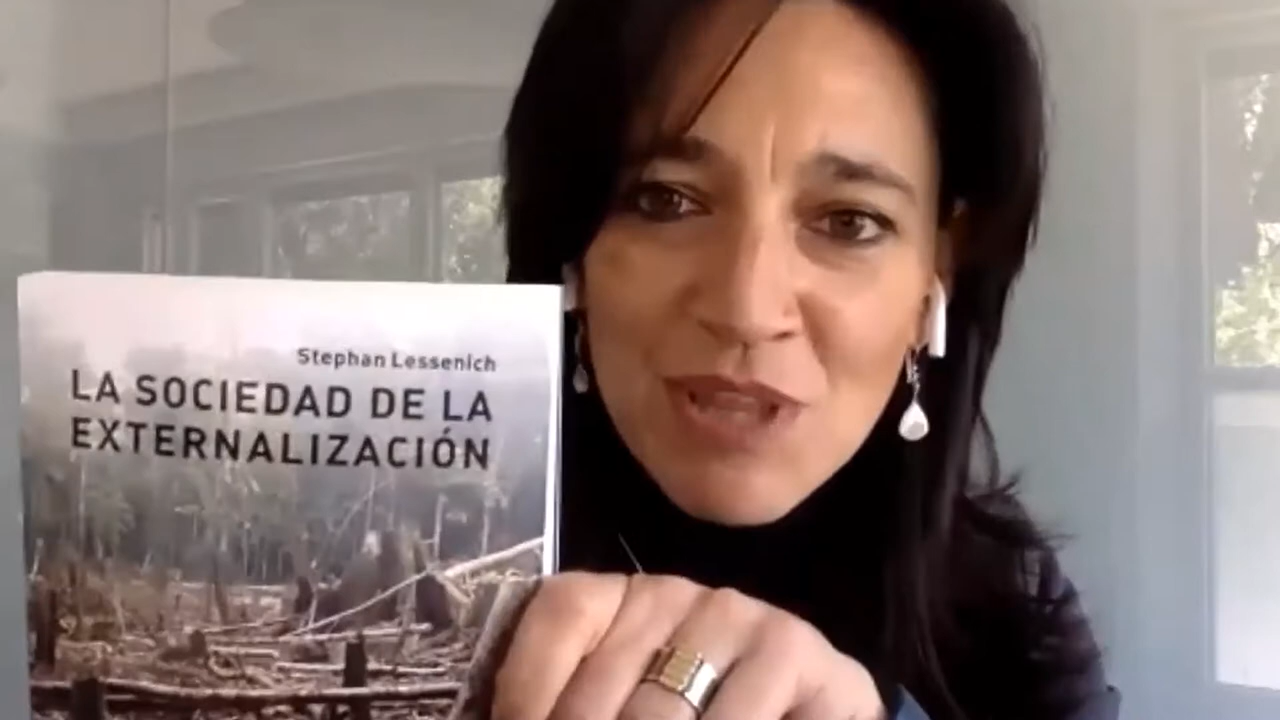 Stephan Lessenich
LA SOCIEDAD DE LA
EXTERNALIZACIÓN